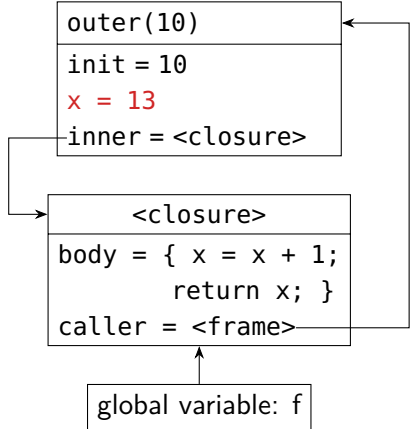 outer(10)
init = 10
x = 13
inner = <closure>
<closure>
body = { x = x + 1;
return x; }
caller = <frame>
global variable: f